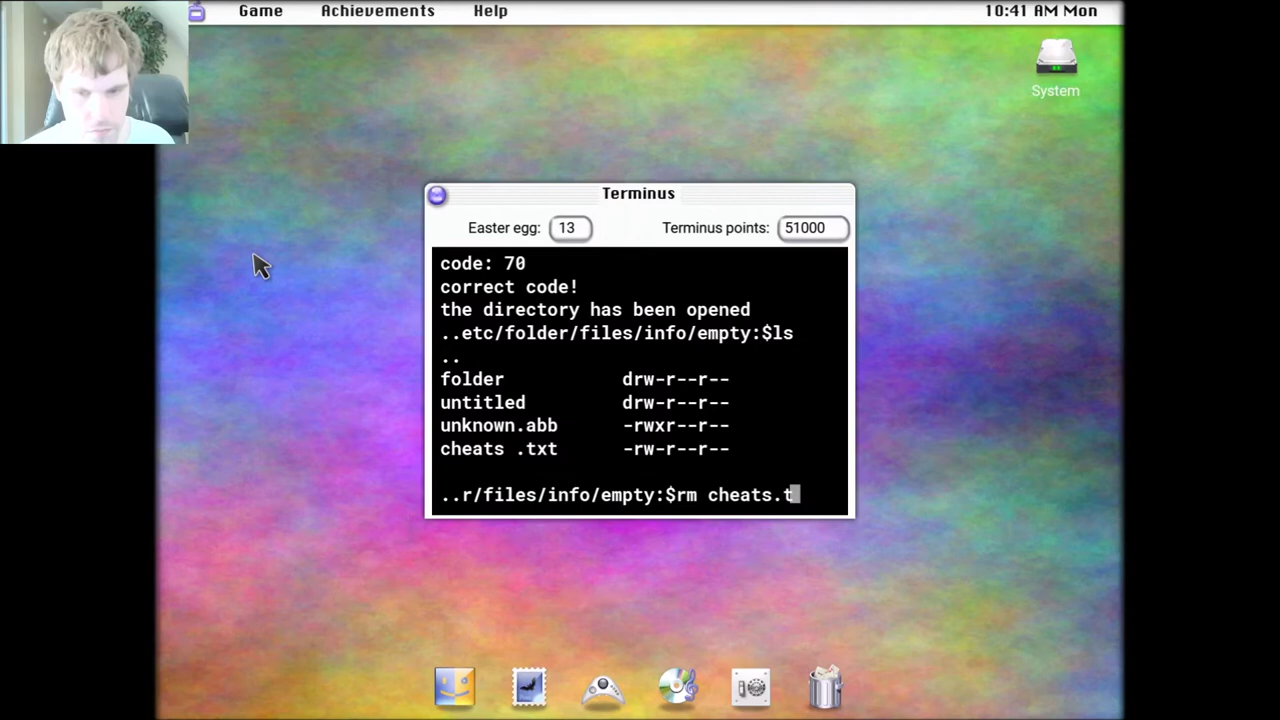 Game Achievements Help 10:41 AM Mon
System
Terminus
Easter egg: 13 Terminus points: 51000
code: 70
correct code!
the directory has been opened
..etc/folder/files/info/empty:$ls
..
folder drw-r--r--
untitled drw-r--r--
unknown.abb -rwxr--r--
cheats .txt -rw-r--r--
..r/files/info/empty:$rm cheats.t